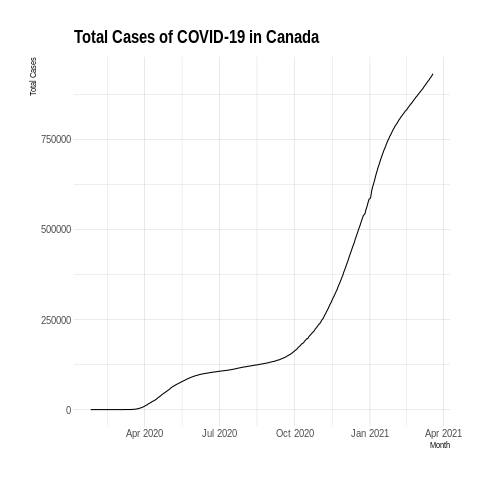 Total Cases of COVID-19 in Canada
Total Cases
750000
500000
250000
0
Apr 2020 Jul 2020 Oct 2020 Jan 2021 Apr 2021
Month